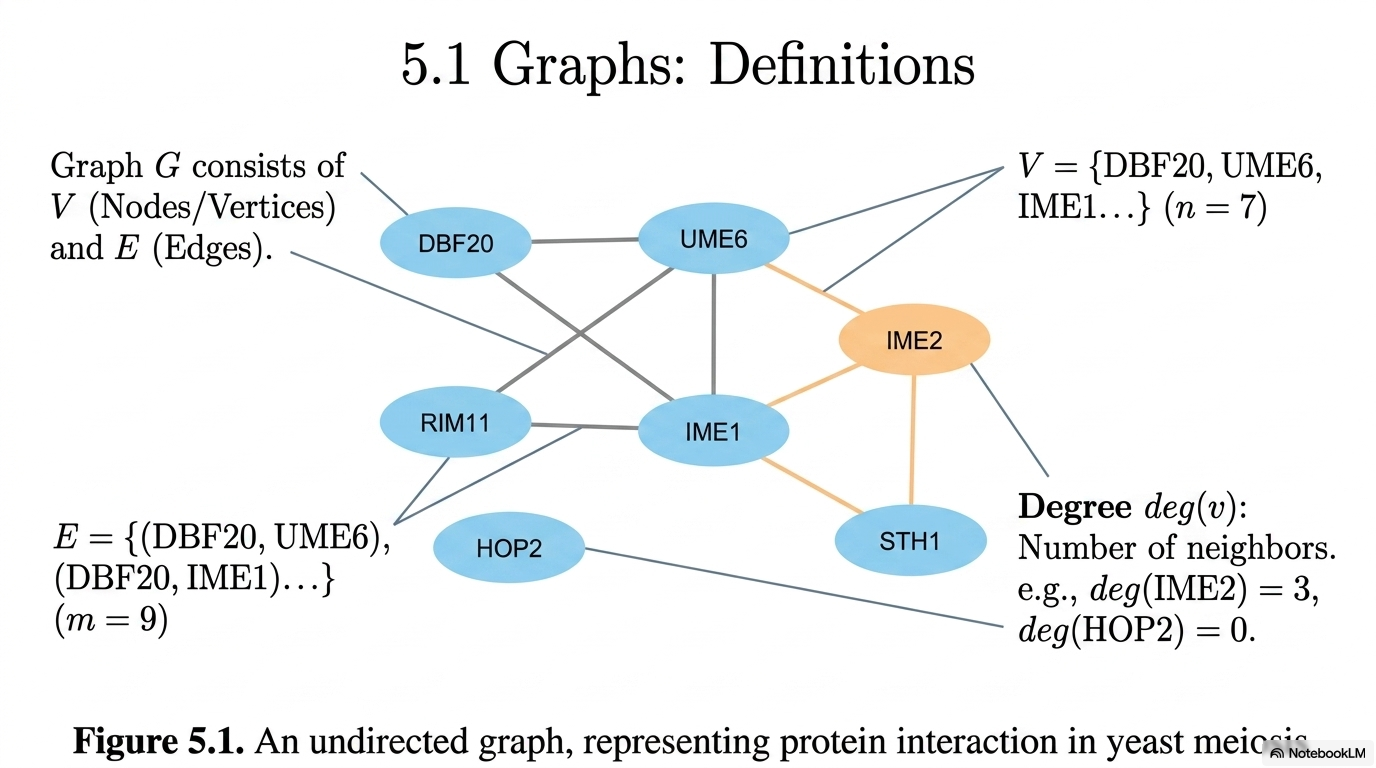 5.1 Graphs: Definitions
Graph G consists of
V (Nodes/Vertices)
and E (Edges).
V = {DBF20, UME6,
IME1…} (n = 7)
DBF20
UME6
IME2
RIM11
IME1
HOP2
STH1
E = {(DBF20, UME6),
(DBF20, IME1)…}
(m = 9)
Degree deg(v):
Number of neighbors.
e.g., deg(IME2) = 3,
deg(HOP2) = 0.
Figure 5.1. An undirected graph, representing protein interaction in yeast meiosis
NotebookLM